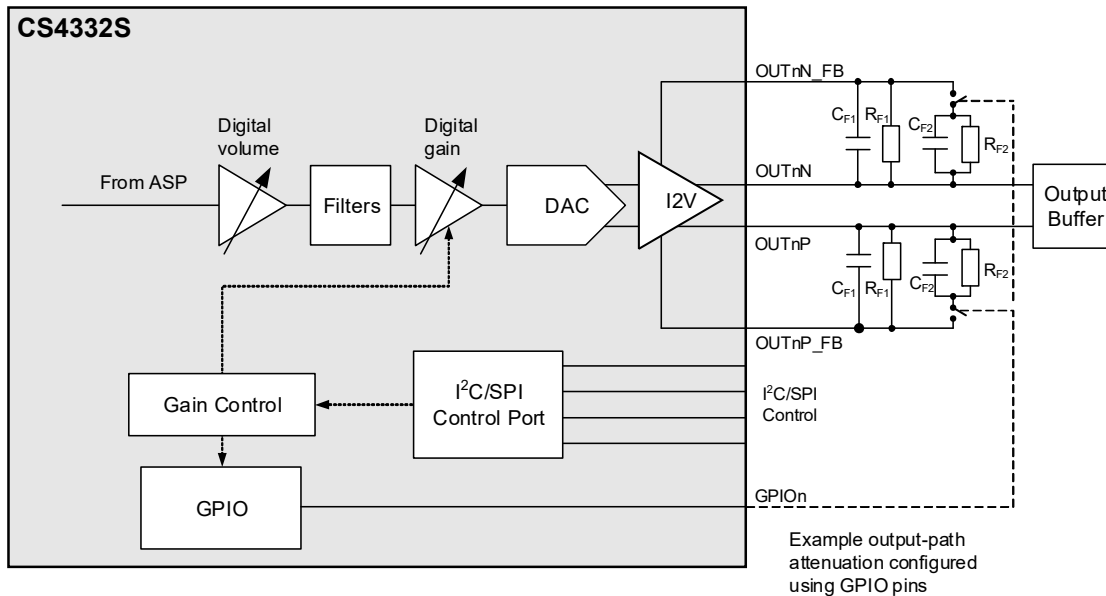 CS4332S
OUTnN_FB
Digital
volume
Digital
gain
CF1
RF1
CF2
RF2
From ASP
Filters
DAC
I2V
OUTnN
Output
Buffer
OUTnP
CF1
RF1
CF2
RF2
OUTnP_FB
Gain Control
I2C/SPI
Control Port
I2C/SPI
Control
GPIO
GPIOn
Example output-path
attenuation configured
using GPIO pins